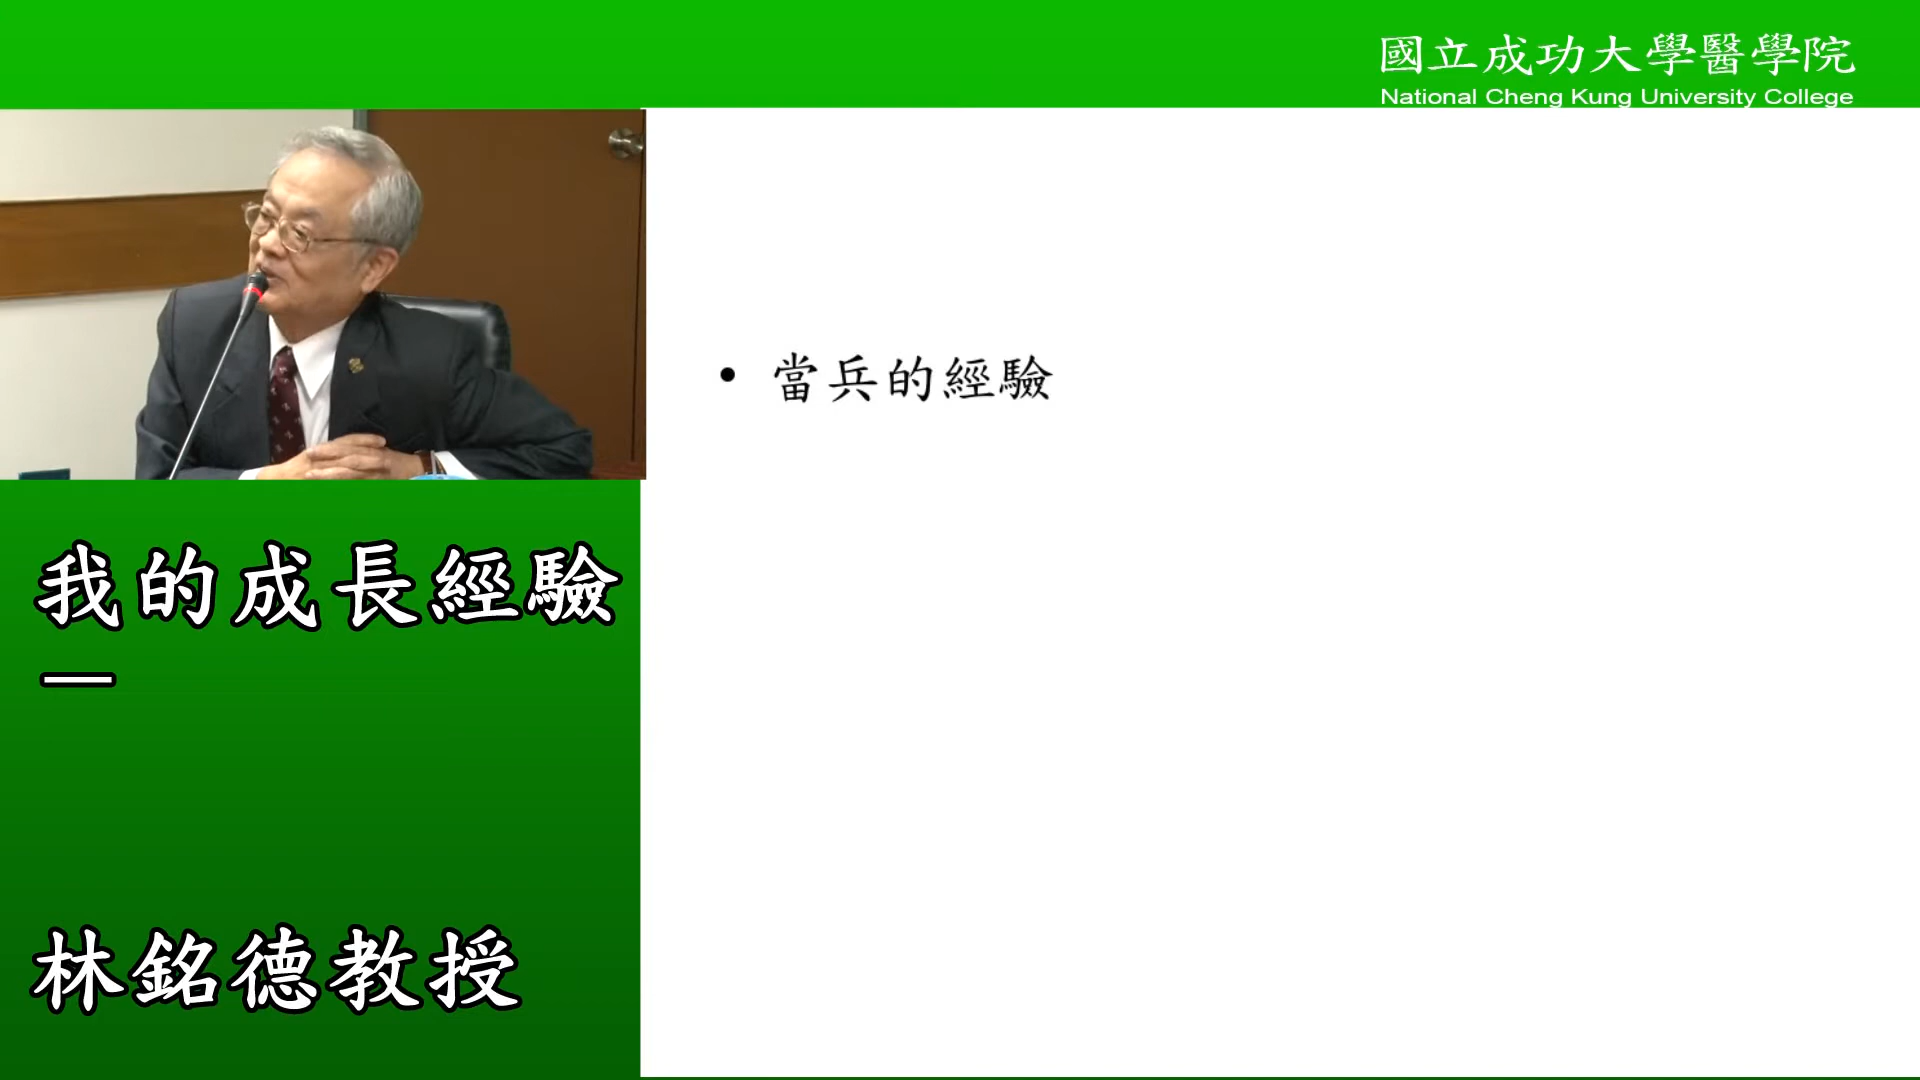 國立成功大學醫學院
National Cheng Kung University College
• 當兵的經驗
我的成長經驗
一
林銘德教授